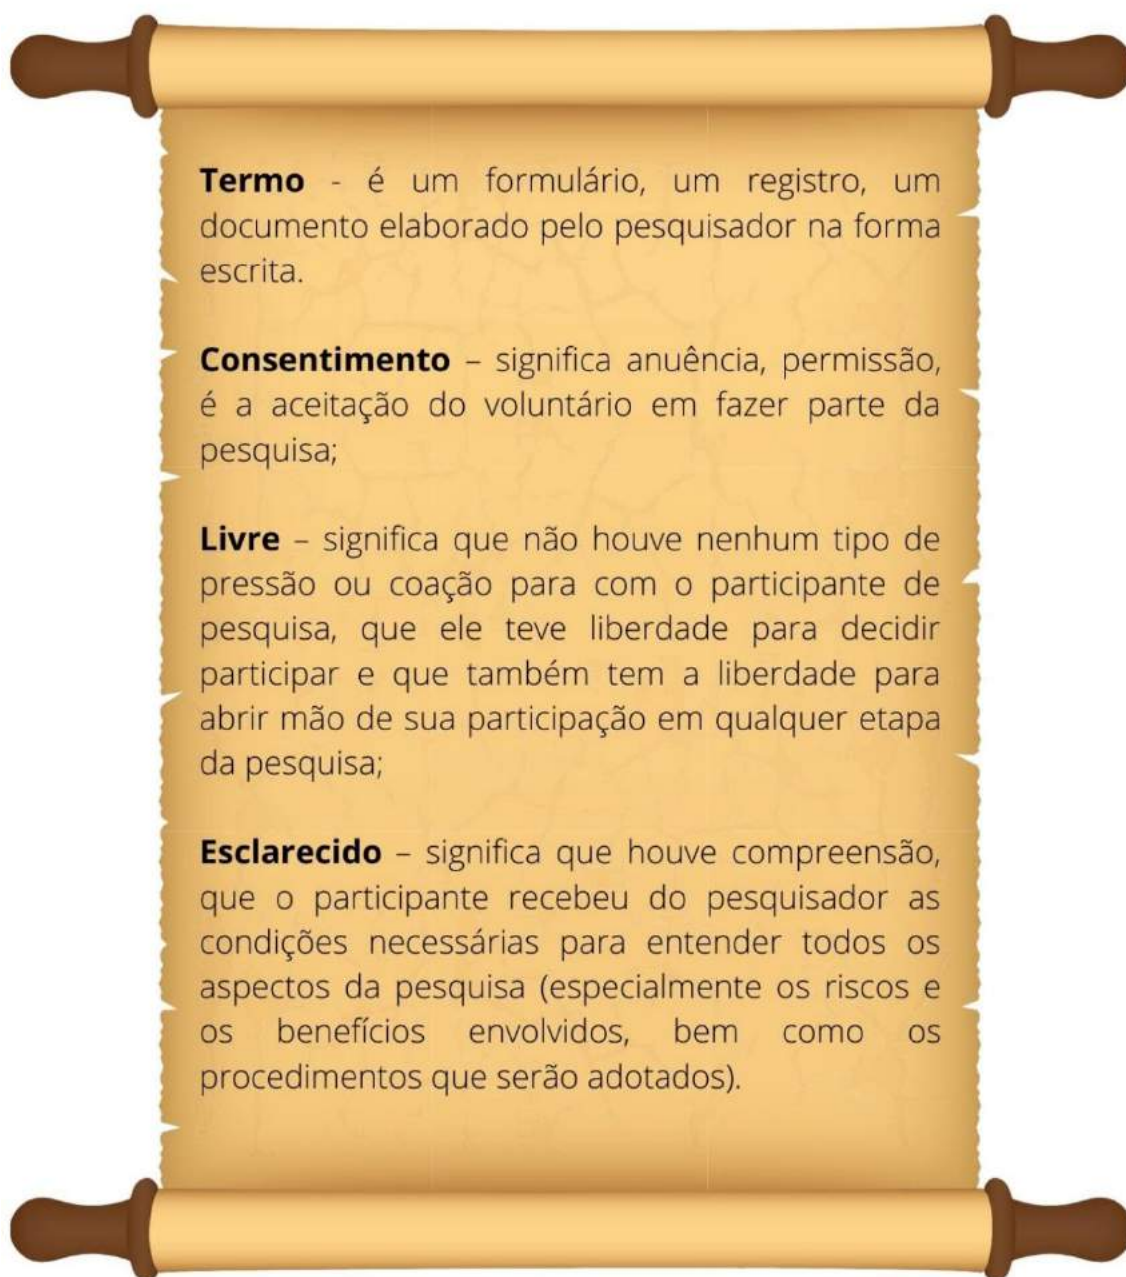 Termo - é um formulário, um registro, um
documento elaborado pelo pesquisador na forma
escrita.
Consentimento – significa anuência, permissão,
é a aceitação do voluntário em fazer parte da
pesquisa;
Livre – significa que não houve nenhum tipo de
pressão ou coação para com o participante de
pesquisa, que ele teve liberdade para decidir
participar e que também tem a liberdade para
abrir mão de sua participação em qualquer etapa
da pesquisa;
Esclarecido – significa que houve compreensão,
que o participante recebeu do pesquisador as
condições necessárias para entender todos os
aspectos da pesquisa (especialmente os riscos e
os benefícios envolvidos, bem como os
procedimentos que serão adotados).